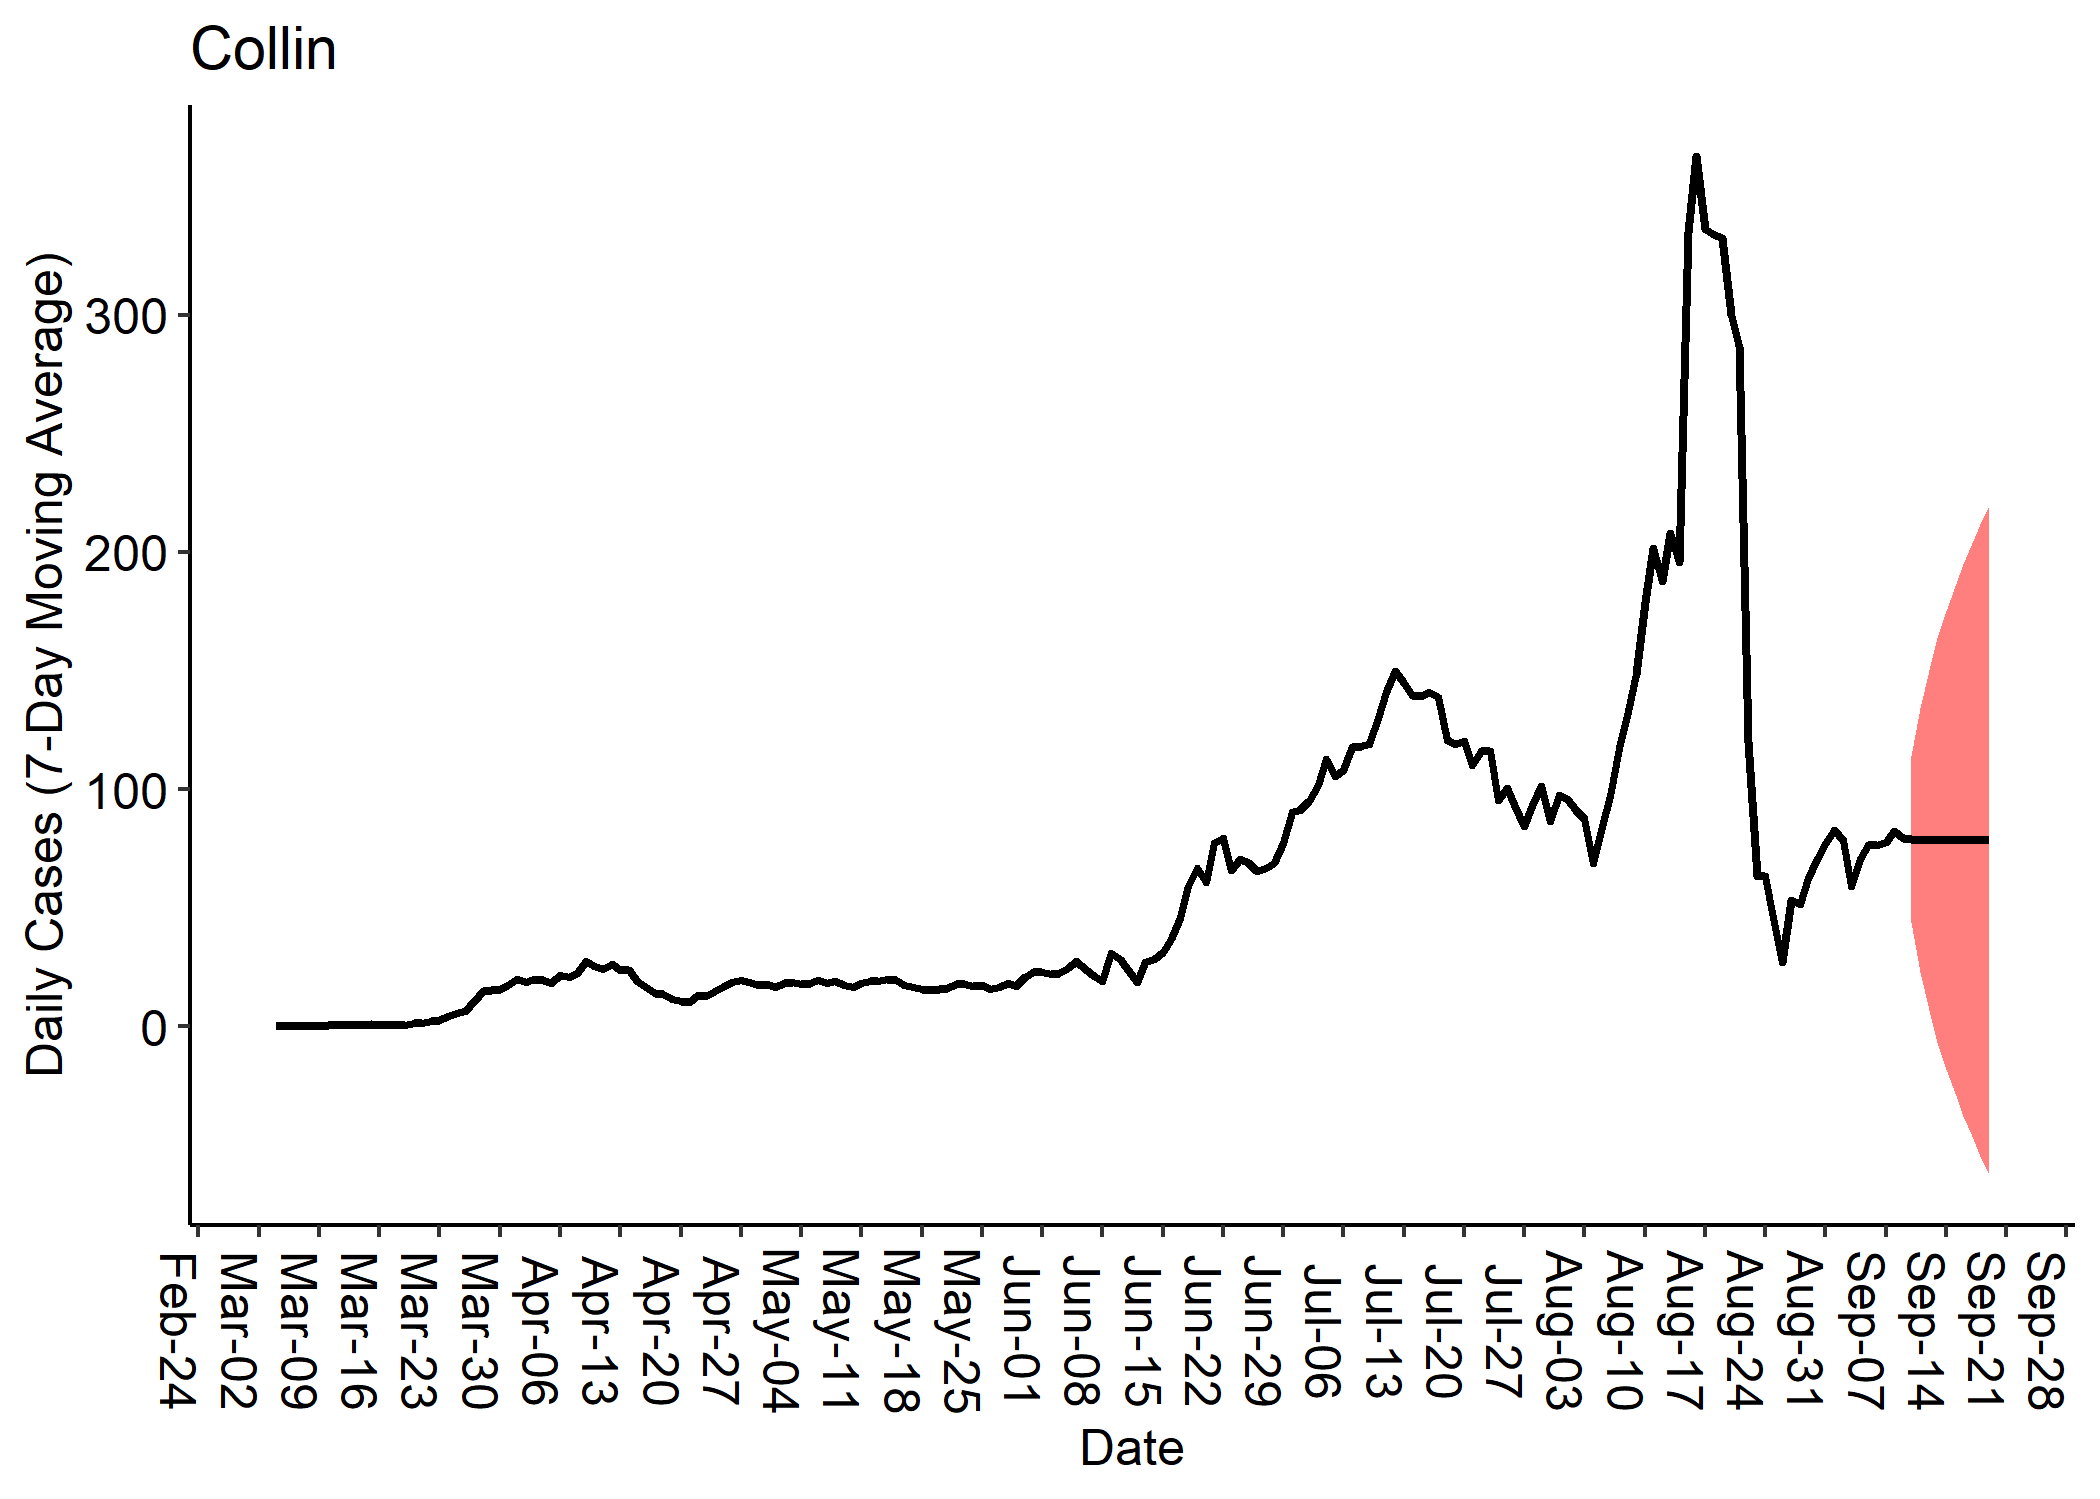 Collin
Daily Cases (7-Day Moving Average)
300
200
100
0
Feb-24
Mar-02
Mar-09
Mar-16
Mar-23
Mar-30
Apr-06
Apr-13
Apr-20
Apr-27
May-04
May-11
May-18
May-25
Jun-01
Jun-08
Jun-15
Jun-22
Jun-29
Jul-06
Jul-13
Jul-20
Jul-27
Aug-03
Aug-10
Aug-17
Aug-24
Aug-31
Sep-07
Sep-14
Sep-21
Sep-28
Date